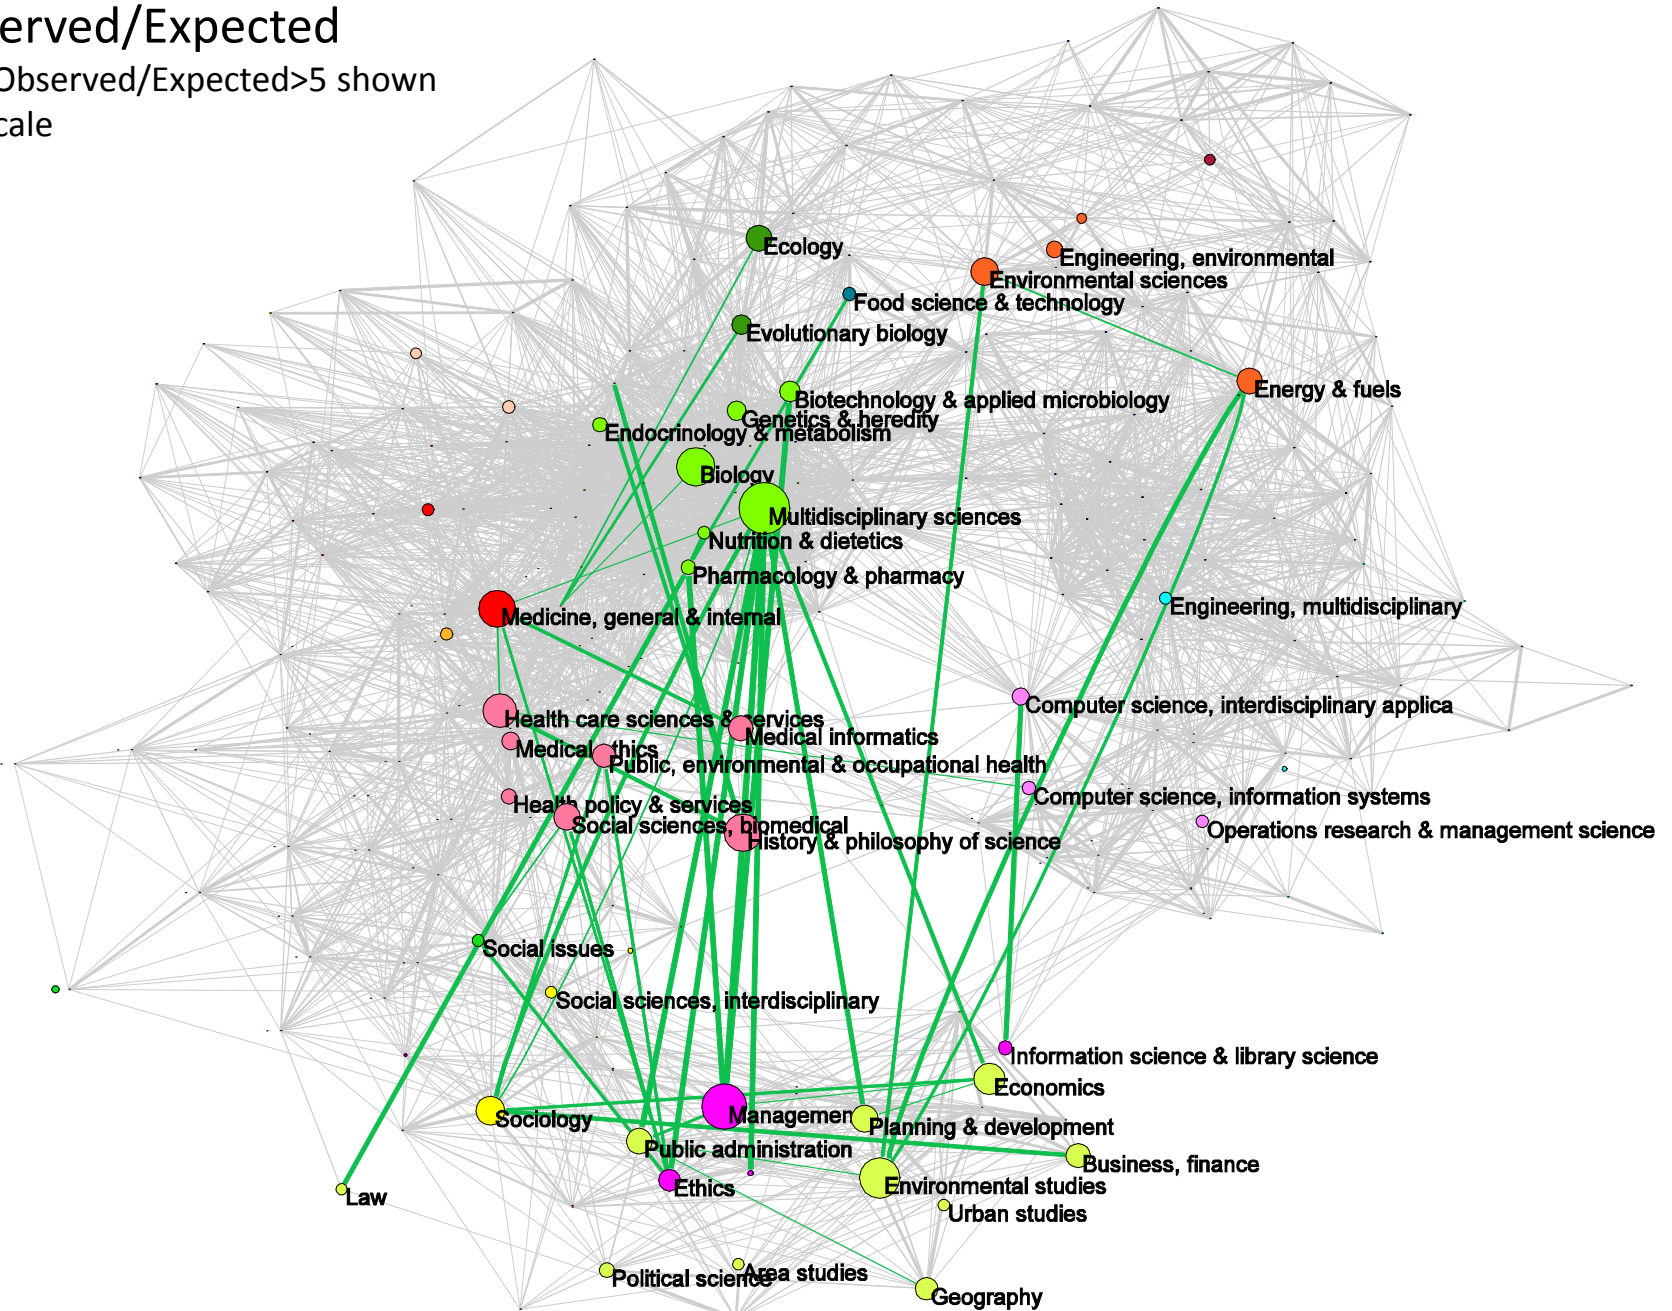 erved/Expected
Observed/Expected>5 shown
cale
Ecology
Engineering, environmental
Environmental sciences
Food science & technology
Evolutionary biology
Energy & fuels
Biotechnology & applied microbiology
Genetics & heredity
Endocrinology & metabolism
Biology
Multidisciplinary sciences
Nutrition & dietetics
Pharmacology & pharmacy
Engineering, multidisciplinary
Medicine, general & internal
Computer science, interdisciplinary applica
Health care sciences & services
Medical informatics
Medical ethics
Public, environmental & occupational health
Computer science, information systems
Health policy & services
Social sciences, biomedical
Operations research & management science
History & philosophy of science
Social issues
Social sciences, interdisciplinary
Information science & library science
Economics
Management
Sociology
Planning & development
Public administration
Business, finance
Environmental studies
Ethics
Law
Urban studies
Area studies
Political science
Geography